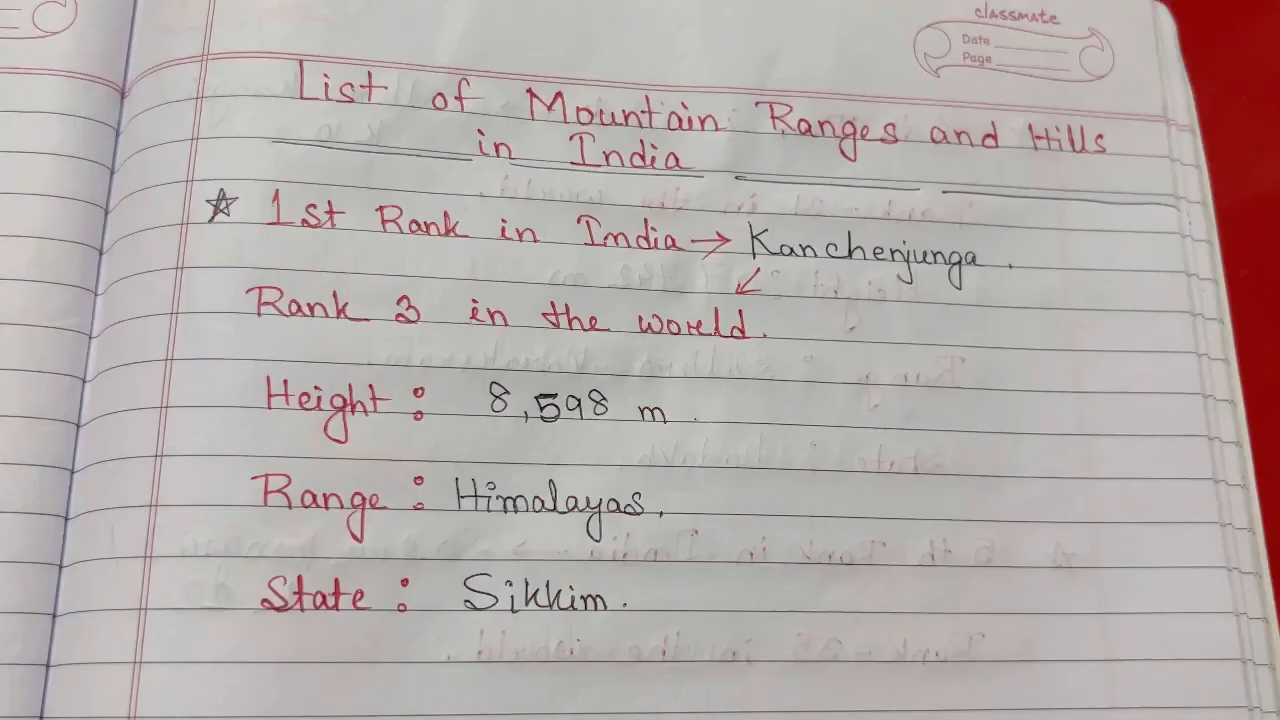 classmate
Date
Page
List of Mountain Ranges and Hills
in India
☆ 1st Rank in India → Kanchenjunga.
Rank 3 in the world.
Height : 8,598 m.
Range : Himalayas,
State : Sikkim.